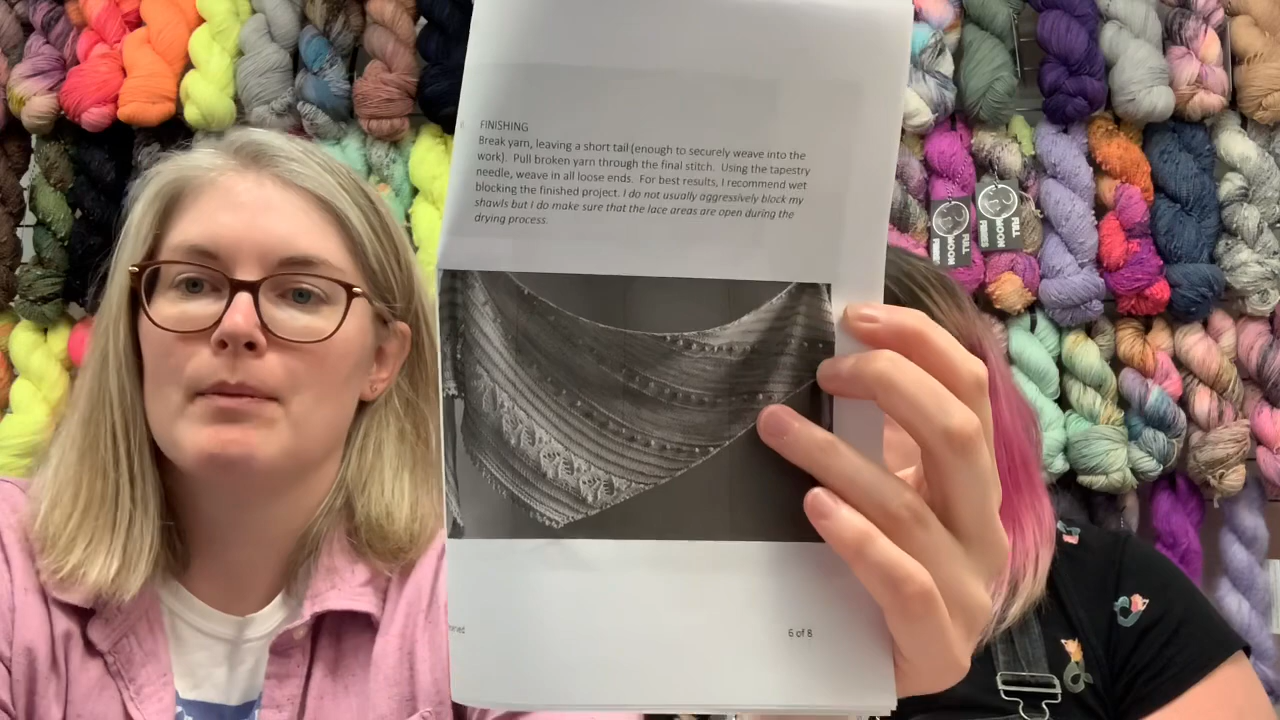 FINISHING
Break yarn, leaving a short tail (enough to securely weave into the
work). Pull broken yarn through the final stitch. Using the tapestry
needle, weave in all loose ends. For best results, I recommend wet
blocking the finished project. I do not usually aggressively block my
shawls but I do make sure that the lace areas are open during the
drying process.
6 of 8
FULL
MOON
FIBRES
FULL
MOON
FIBRES